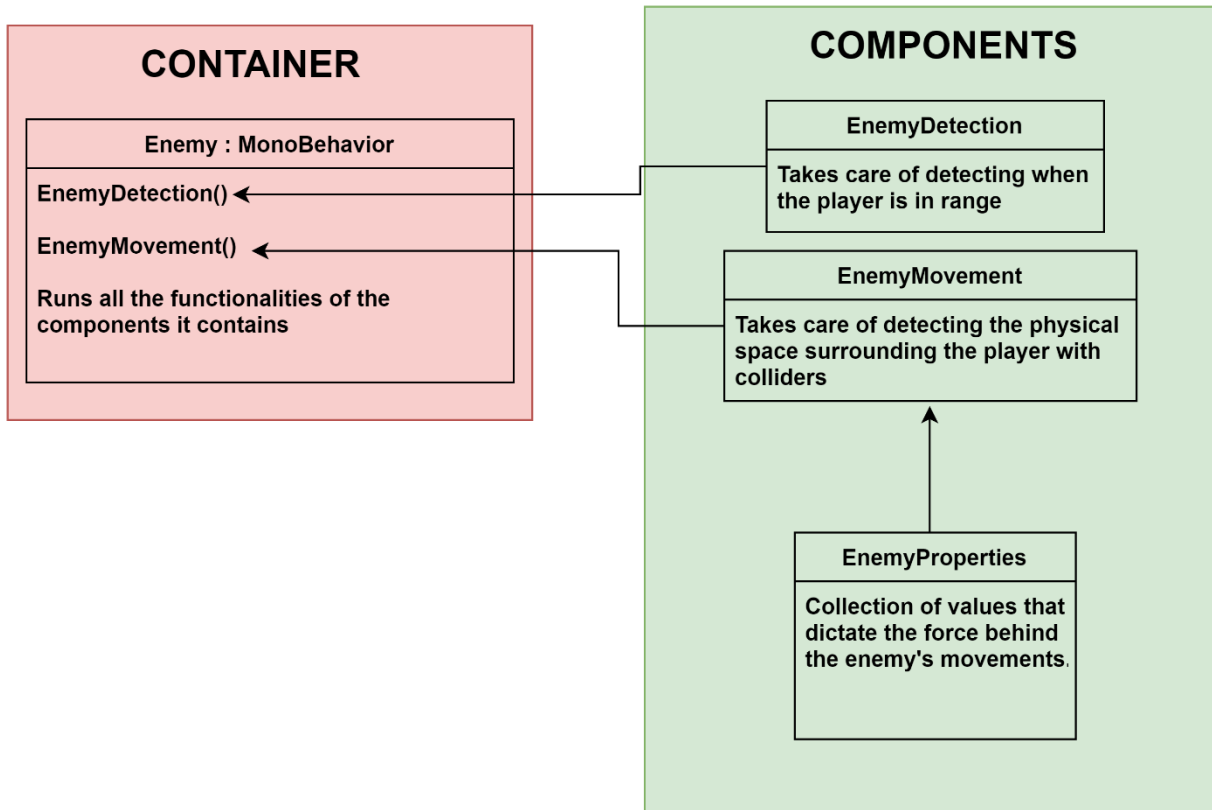 CONTAINER
Enemy : MonoBehavior
EnemyDetection()
EnemyMovement()
Runs all the functionalities of the
components it contains
COMPONENTS
EnemyDetection
Takes care of detecting when
the player is in range
EnemyMovement
Takes care of detecting the physical
space surrounding the player with
colliders
EnemyProperties
Collection of values that
dictate the force behind
the enemy's movements.